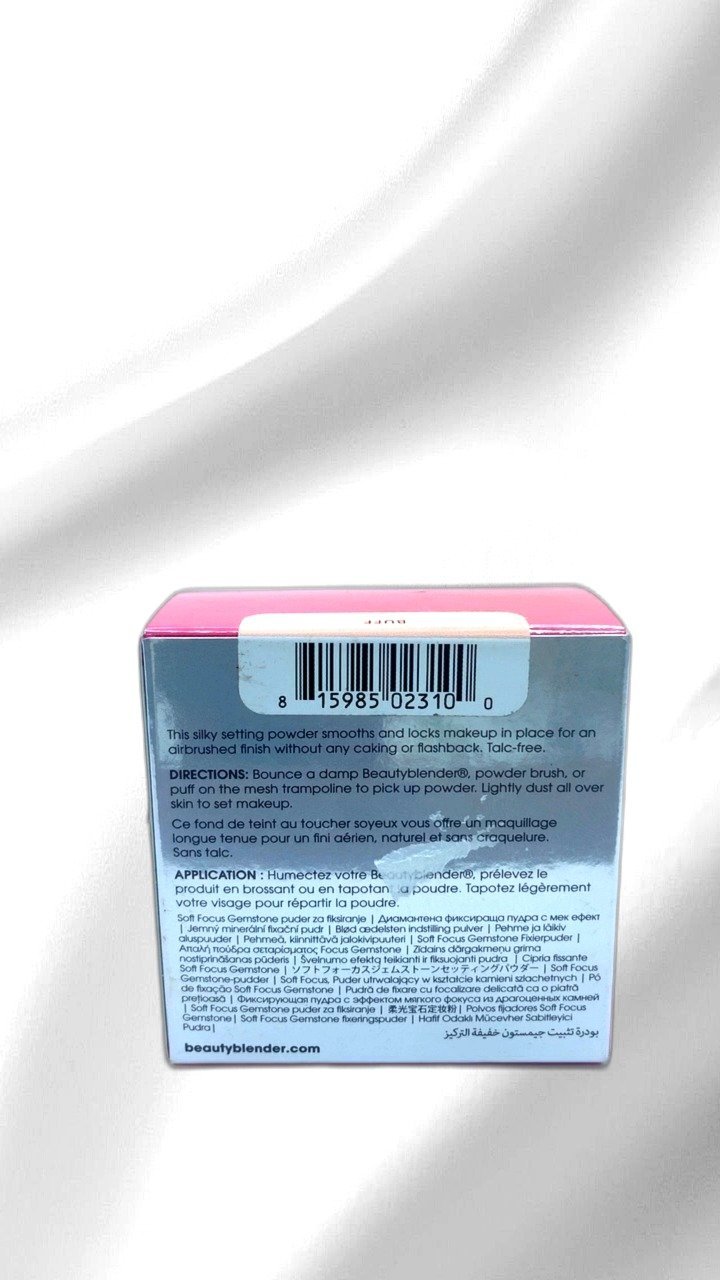 BUFF
8 15985 02310 0
This silky setting powder smooths and locks makeup in place for an
airbrushed finish without any caking or flashback. Talc-free.
DIRECTIONS: Bounce a damp Beautyblender®, powder brush, or
puff on the mesh trampoline to pick up powder. Lightly dust all over
skin to set makeup.
Ce fond de teint au toucher soyeux vous offre un maquillage
longue tenue pour un fini aérien, naturel et sans craquelure.
Sans talc.
APPLICATION : Humectez votre Beautyblender®, prélevez le
produit en brossant ou en tapotant la poudre. Tapotez légèrement
votre visage pour répartir la poudre.
Soft Focus Gemstone puder za fiksiranje | Диамантена фиксираща пудра с мек ефект
| Jemný minerální fixační pudr | Blød ædelsten indstilling pulver | Pehme ja läikiv
aluspuuder | Pehmeä, kiinnittävä jalokivipuuteri | Soft Focus Gemstone Fixierpuder |
Απαλή πούδρα σεταρίσματος Focus Gemstone | Zīdains dārgakmeņu grima
nostiprināšanas pūderis | Švelnumo efektą teikianti ir fiksuojanti pudra | Cipria fissante
Soft Focus Gemstone | ソフトフォーカスジェムストーンセッティングパウダー | Soft Focus
Gemstone-pudder | Soft Focus, Puder utrwalający w kształcie kamieni szlachetnych | Pó
de fixação Soft Focus Gemstone | Pudră de fixare cu focalizare delicată ca o piatră
prețioasă | Фиксирующая пудра с эффектом мягкого фокуса из драгоценных камней
| Soft Focus Gemstone puder za fiksiranje | 柔光宝石定妆粉 | Polvos fijadores Soft Focus
Gemstone | Soft Focus Gemstone fixeringspuder | Hafif Odaklı Mücevher Sabitleyici
Pudra | بودرة تثبيت جيمستون خفيفة التركيز
beautyblender.com